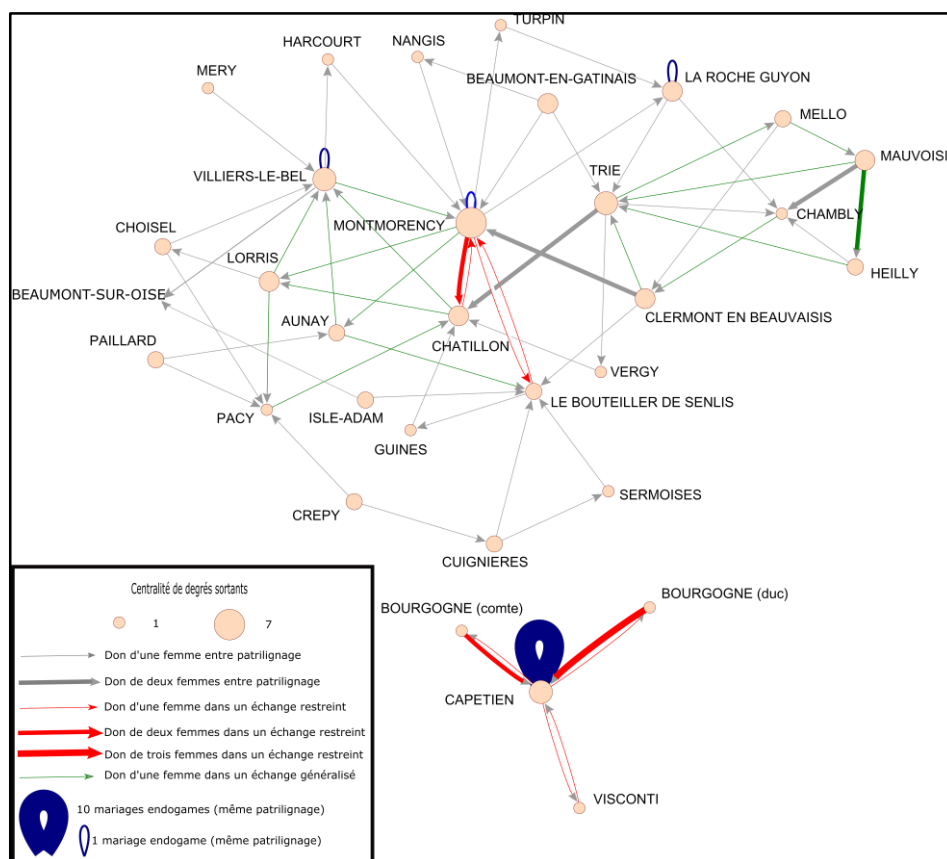 TURPIN
HARCOURT
NANGIS
MERY
BEAUMONT-EN-GATINAIS
LA ROCHE GUYON
MELLO
MAUVOISIN
VILLIERS-LE-BEL
TRIE
MONTMORENCY
CHAMBLY
CHOISEL
LORRIS
HEILLY
BEAUMONT-SUR-OISE
AUNAY
CHATILLON
CLERMONT EN BEAUVAISIS
PAILLARD
VERGY
LE BOUTEILLER DE SENLIS
PACY
ISLE-ADAM
GUINES
SERMOISES
CREPY
CUIGNIERES
BOURGOGNE (duc)
BOURGOGNE (comte)
CAPETIEN
VISCONTI
Centralité de degrés sortants
1
7
Don d'une femme entre patrilignage
Don de deux femmes entre patrilignage
Don d'une femme dans un échange restreint
Don de deux femmes dans un échange restreint
Don de trois femmes dans un échange restreint
Don d'une femme dans un échange généralisé
10 mariages endogames (même patrilignage)
1 mariage endogame (même patrilignage)